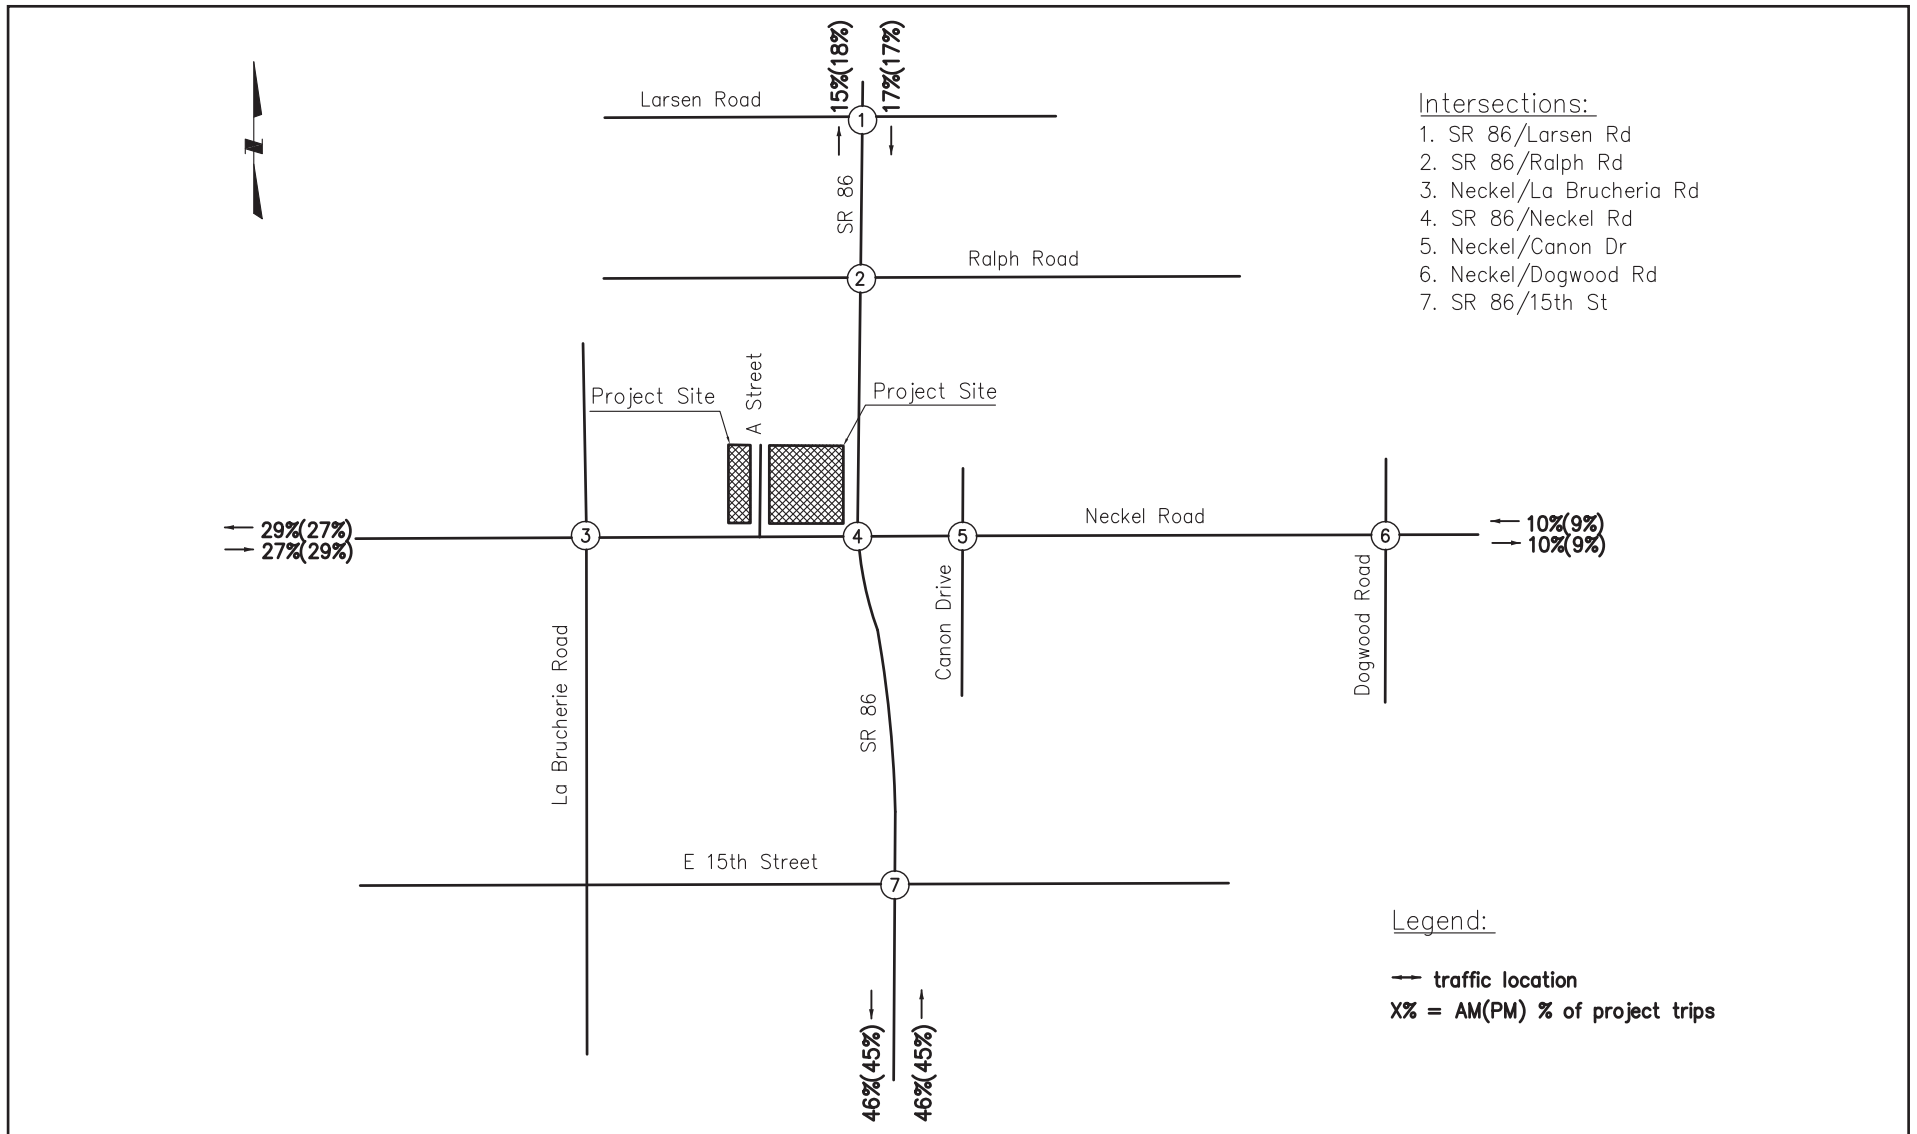 15%(18%)
17%(17%)
Larsen Road
1
SR 86
Intersections:
1. SR 86/Larsen Rd
2. SR 86/Ralph Rd
3. Neckel/La Brucheria Rd
4. SR 86/Neckel Rd
5. Neckel/Canon Dr
6. Neckel/Dogwood Rd
7. SR 86/15th St
N
Ralph Road
2
Project Site
A Street
Project Site
29%(27%)
27%(29%)
3
4
5
Neckel Road
6
10%(9%)
10%(9%)
La Brucherie Road
SR 86
Canon Drive
Dogwood Road
E 15th Street
7
46%(45%)
46%(45%)
Legend:
traffic location
X% = AM(PM) % of project trips